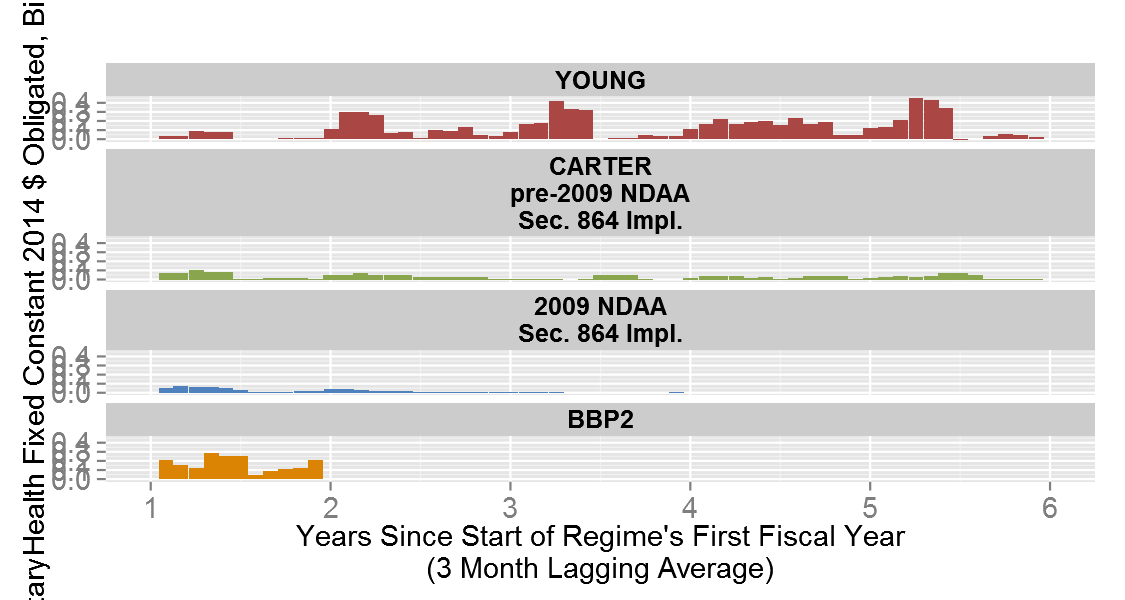 taryHealth Fixed Constant 2014 $ Obligated, Bi
YOUNG
0.4
0.0
CARTER
pre-2009 NDAA
Sec. 864 Impl.
0.4
0.0
2009 NDAA
Sec. 864 Impl.
0.4
0.0
BBP2
0.4
0.0
1 2 3 4 5 6
Years Since Start of Regime's First Fiscal Year
(3 Month Lagging Average)